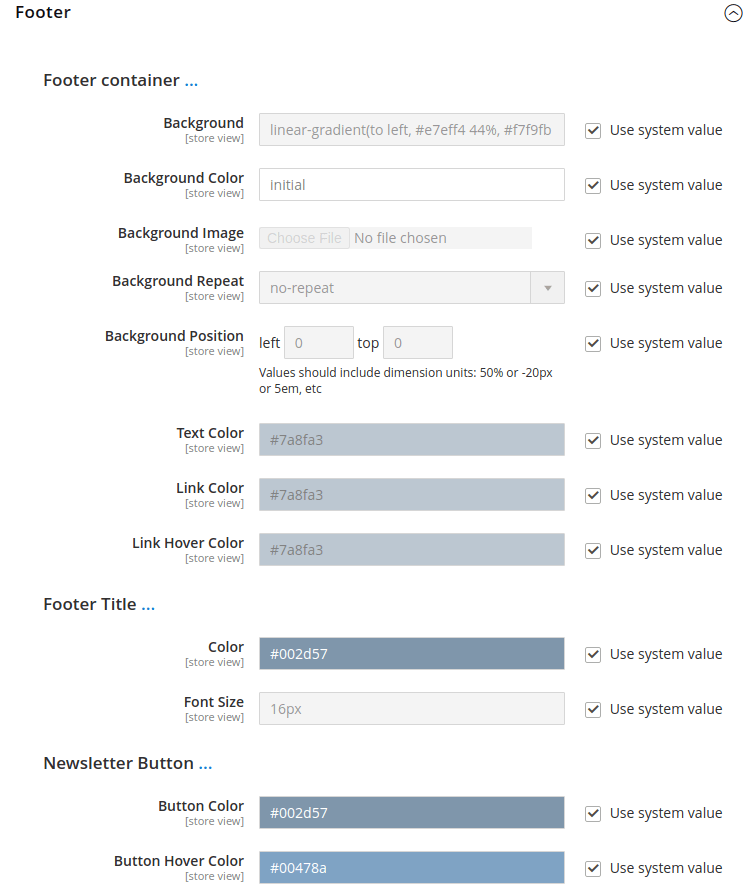 Footer
Footer container ...
Background
linear-gradient(to left, #e7eff4 44%, #f7f9fb
Use system value
[store view]
Background Color
initial
Use system value
[store view]
Background Image
Choose File No file chosen
Use system value
[store view]
Background Repeat
no-repeat
Use system value
[store view]
Background Position
left 0 top 0
Use system value
[store view]
Values should include dimension units: 50% or -20px
or 5em, etc
Text Color
#7a8fa3
Use system value
[store view]
Link Color
#7a8fa3
Use system value
[store view]
Link Hover Color
#7a8fa3
Use system value
[store view]
Footer Title ...
Color
#002d57
Use system value
[store view]
Font Size
16px
Use system value
[store view]
Newsletter Button ...
Button Color
#002d57
Use system value
[store view]
Button Hover Color
#00478a
Use system value
[store view]